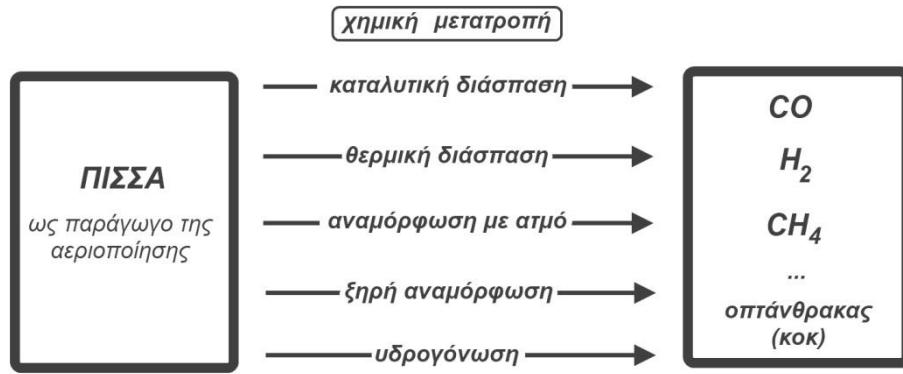 χημική μετατροπή
ΠΙΣΣΑ
ως παράγωγο της
αεριοποίησης
καταλυτική διάσπαση
θερμική διάσπαση
αναμόρφωση με ατμό
ξηρή αναμόρφωση
υδρογόνωση
CO
H2
CH4
...
οπτάνθρακας
(κοκ)